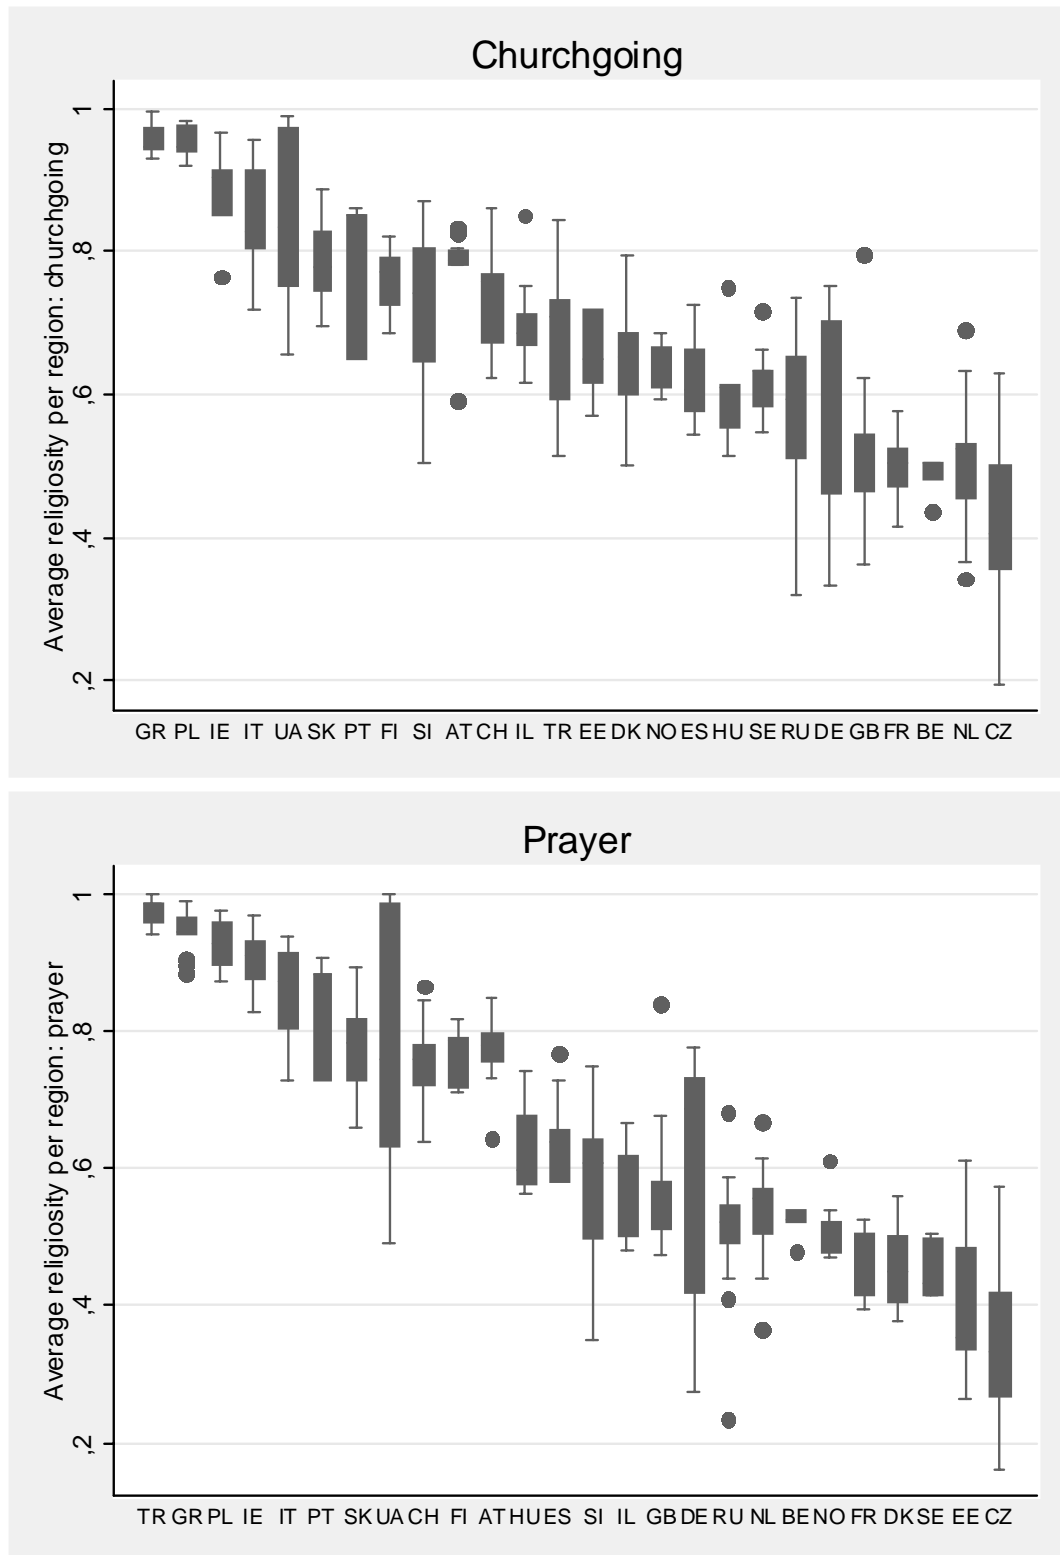 Churchgoing
Average religiosity per region: churchgoing
1
,8
,6
,4
,2
GR PL IE IT UA SK PT FI SI AT CH IL TR EE DK NO ES HU SE RU DE GB FR BE NL CZ
Prayer
Average religiosity per region: prayer
1
,8
,6
,4
,2
TR GR PL IE IT PT SK UA CH FI AT HU ES SI IL GB DE RU NL BE NO FR DK SE EE CZ